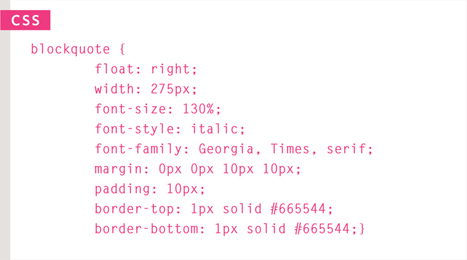 CSS
blockquote {
float: right;
width: 275px;
font-size: 130%;
font-style: italic;
font-family: Georgia, Times, serif;
margin: 0px 0px 10px 10px;
padding: 10px;
border-top: 1px solid #665544;
border-bottom: 1px solid #665544;}